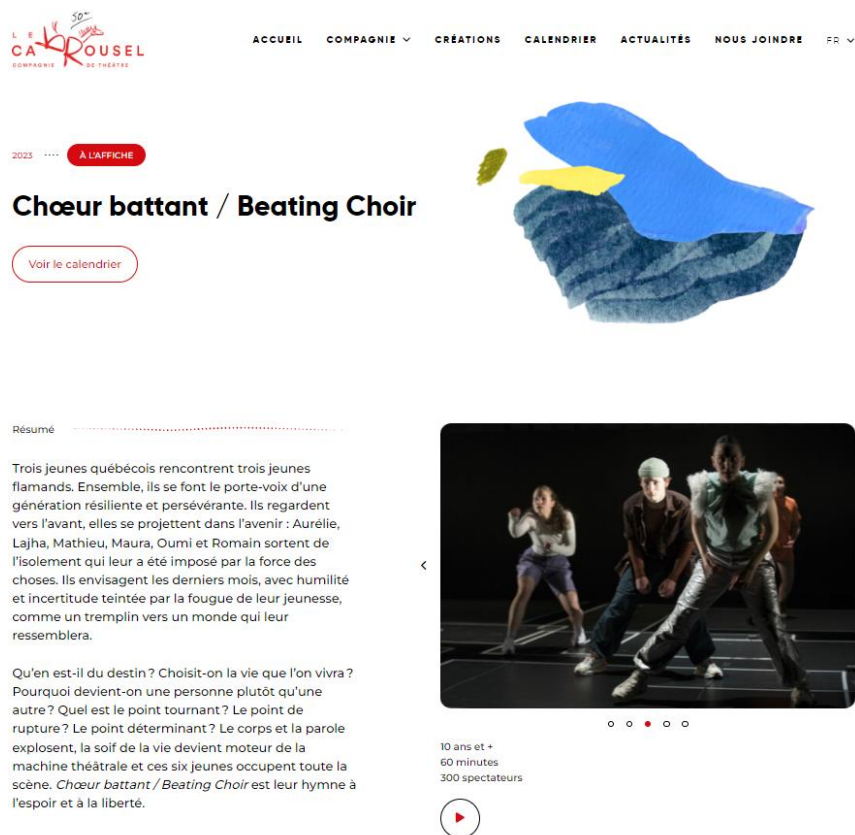 50e
LE
CARROUSEL
COMPAGNIE DE THÉÂTRE
ACCUEIL COMPAGNIE CRÉATIONS CALENDRIER ACTUALITÉS NOUS JOINDRE FR
2023 À L'AFFICHE
Chœur battant / Beating Choir
Voir le calendrier
Résumé
Trois jeunes québécois rencontrent trois jeunes
flamands. Ensemble, ils se font le porte-voix d'une
génération résiliente et persévérante. Ils regardent
vers l'avant, elles se projettent dans l'avenir : Aurélie,
Lajha, Mathieu, Maura, Oumi et Romain sortent de
l'isolement qui leur a été imposé par la force des
choses. Ils envisagent les derniers mois, avec humilité
et incertitude teintée par la fougue de leur jeunesse,
comme un tremplin vers un monde qui leur
ressemblera.
Qu'en est-il du destin ? Choisit-on la vie que l'on vivra ?
Pourquoi devient-on une personne plutôt qu'une
autre ? Quel est le point tournant ? Le point de
rupture ? Le point déterminant ? Le corps et la parole
explosent, la soif de la vie devient moteur de la
machine théâtrale et ces six jeunes occupent toute la
scène. Chœur battant / Beating Choir est leur hymne à
l'espoir et à la liberté.
10 ans et +
60 minutes
300 spectateurs